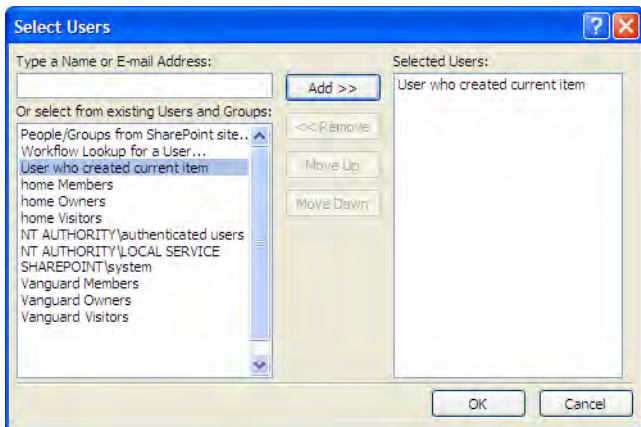 Select Users
Type a Name or E-mail Address:
Or select from existing Users and Groups:
People/Groups from SharePoint site...
Workflow Lookup for a User...
User who created current item
home Members
home Owners
home Visitors
NT AUTHORITY\authenticated users
NT AUTHORITY\LOCAL SERVICE
SHAREPOINT\system
Vanguard Members
Vanguard Owners
Vanguard Visitors
Add >>
<< Remove
Move Up
Move Down
Selected Users:
User who created current item
OK
Cancel